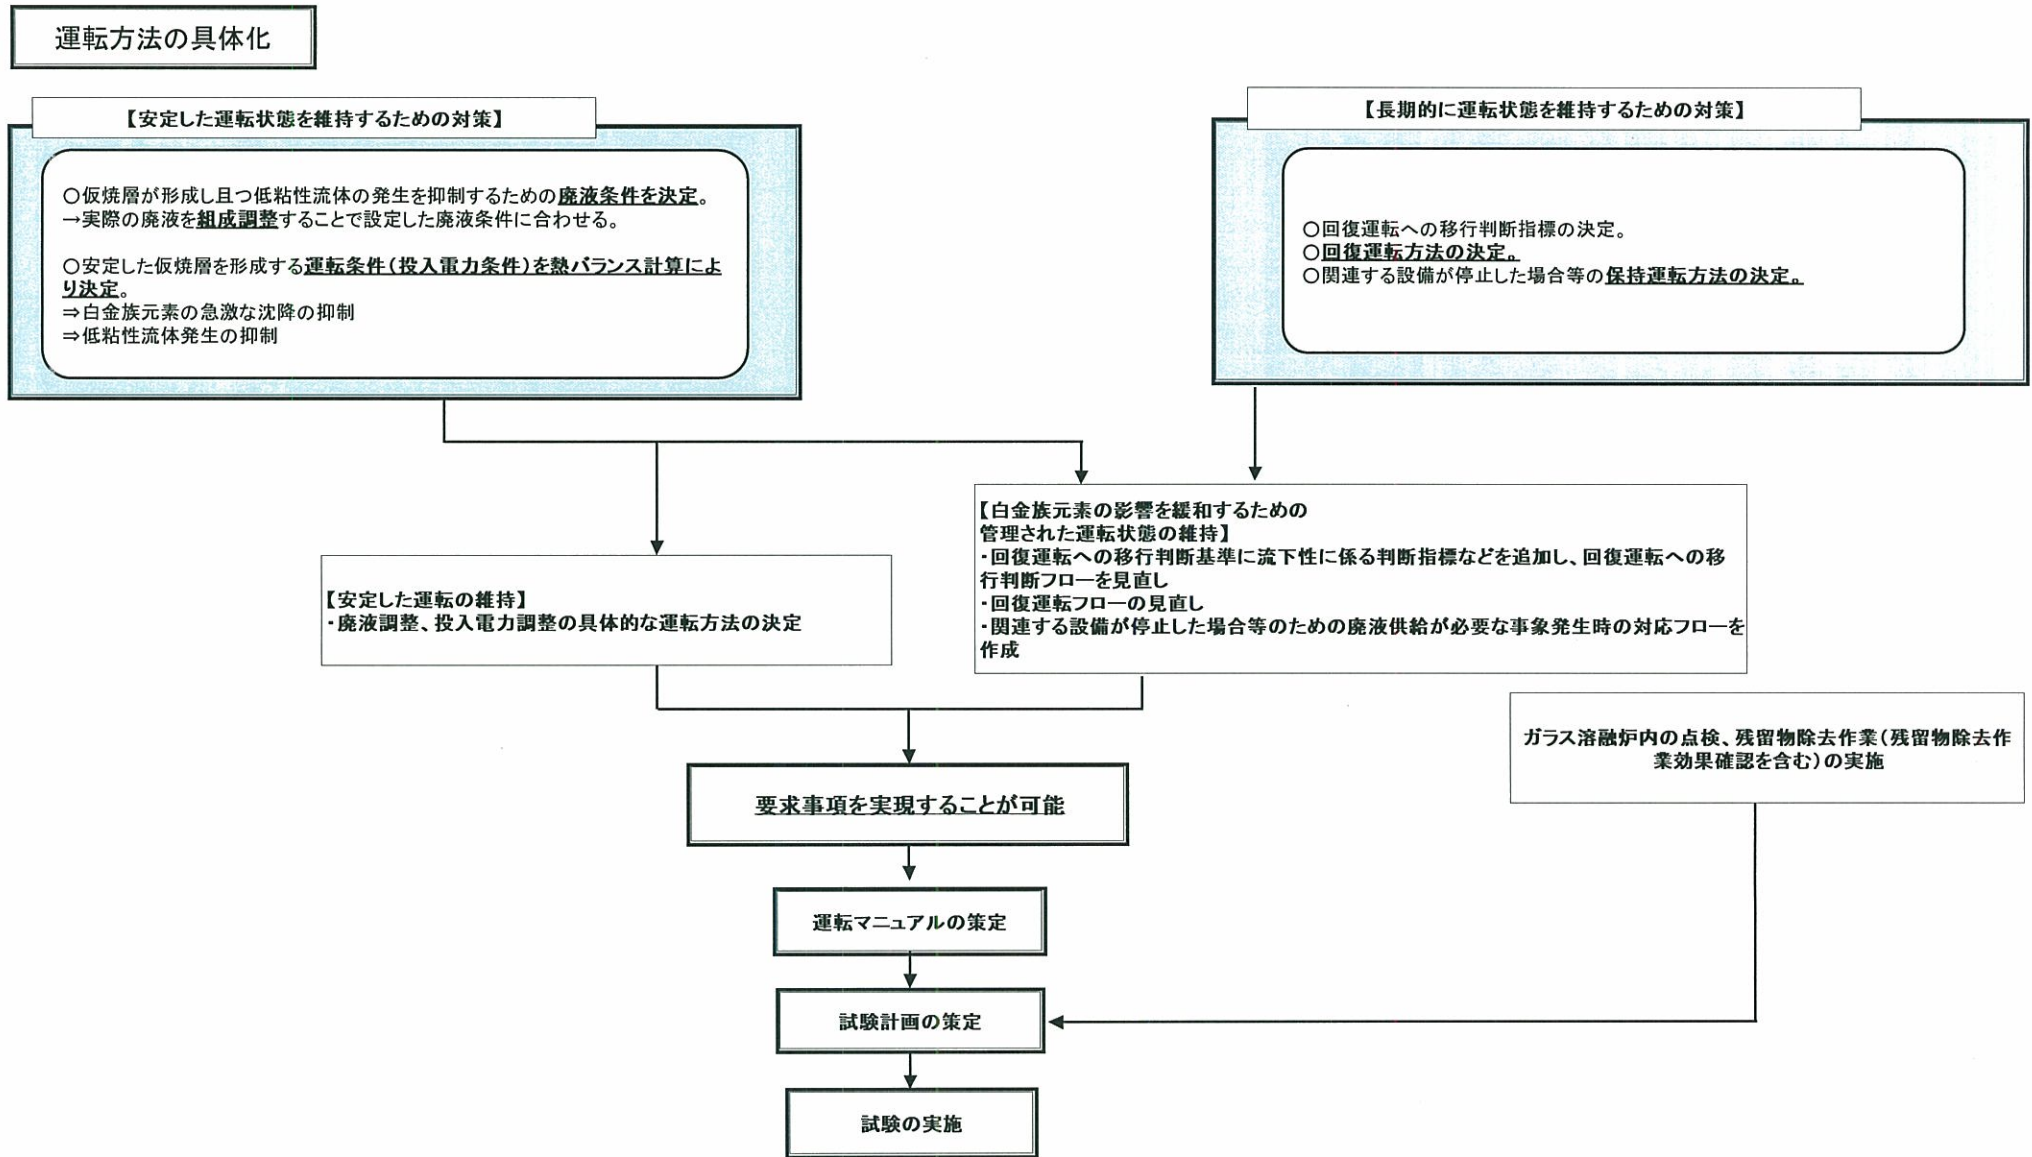 運転方法の具体化
【安定した運転状態を維持するための対策】
○仮焼層が形成し且つ低粘性流体の発生を抑制するための廃液条件を決定。
→実際の廃液を組成調整することで設定した廃液条件に合わせる。
○安定した仮焼層を形成する運転条件(投入電力条件)を熱バランス計算によ
り決定。
⇒白金族元素の急激な沈降の抑制
⇒低粘性流体発生の抑制
【長期的に運転状態を維持するための対策】
○回復運転への移行判断指標の決定。
○回復運転方法の決定。
○関連する設備が停止した場合等の保持運転方法の決定。
【安定した運転の維持】
・廃液調整、投入電力調整の具体的な運転方法の決定
【白金族元素の影響を緩和するための
管理された運転状態の維持】
・回復運転への移行判断基準に流下性に係る判断指標などを追加し、回復運転への移
行判断フローを見直し
・回復運転フローの見直し
・関連する設備が停止した場合等のための廃液供給が必要な事象発生時の対応フローを
作成
ガラス溶融炉内の点検、残留物除去作業(残留物除去作
業効果確認を含む)の実施
要求事項を実現することが可能
運転マニュアルの策定
試験計画の策定
試験の実施